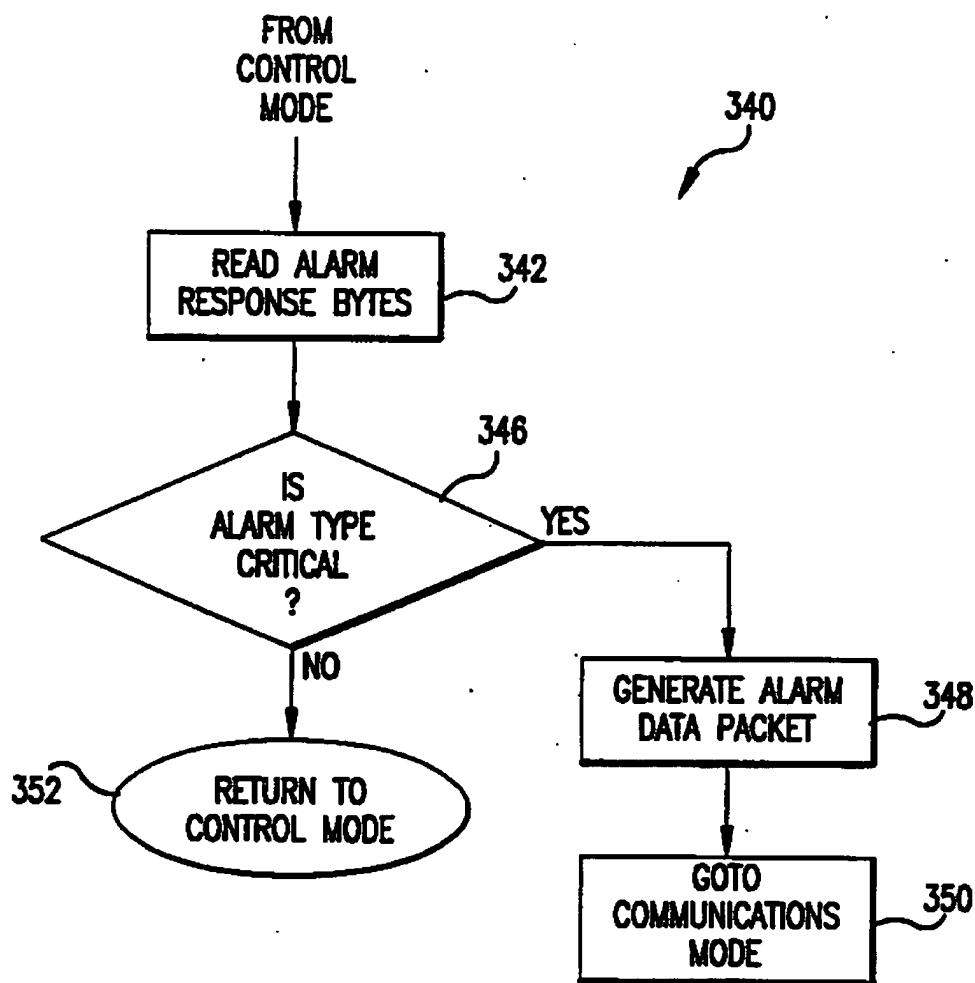 FROM
CONTROL
MODE
340
READ ALARM
RESPONSE BYTES
342
346
IS
ALARM TYPE
CRITICAL
?
YES
NO
GENERATE ALARM
DATA PACKET
348
352
RETURN TO
CONTROL MODE
GOTO
COMMUNICATIONS
MODE
350